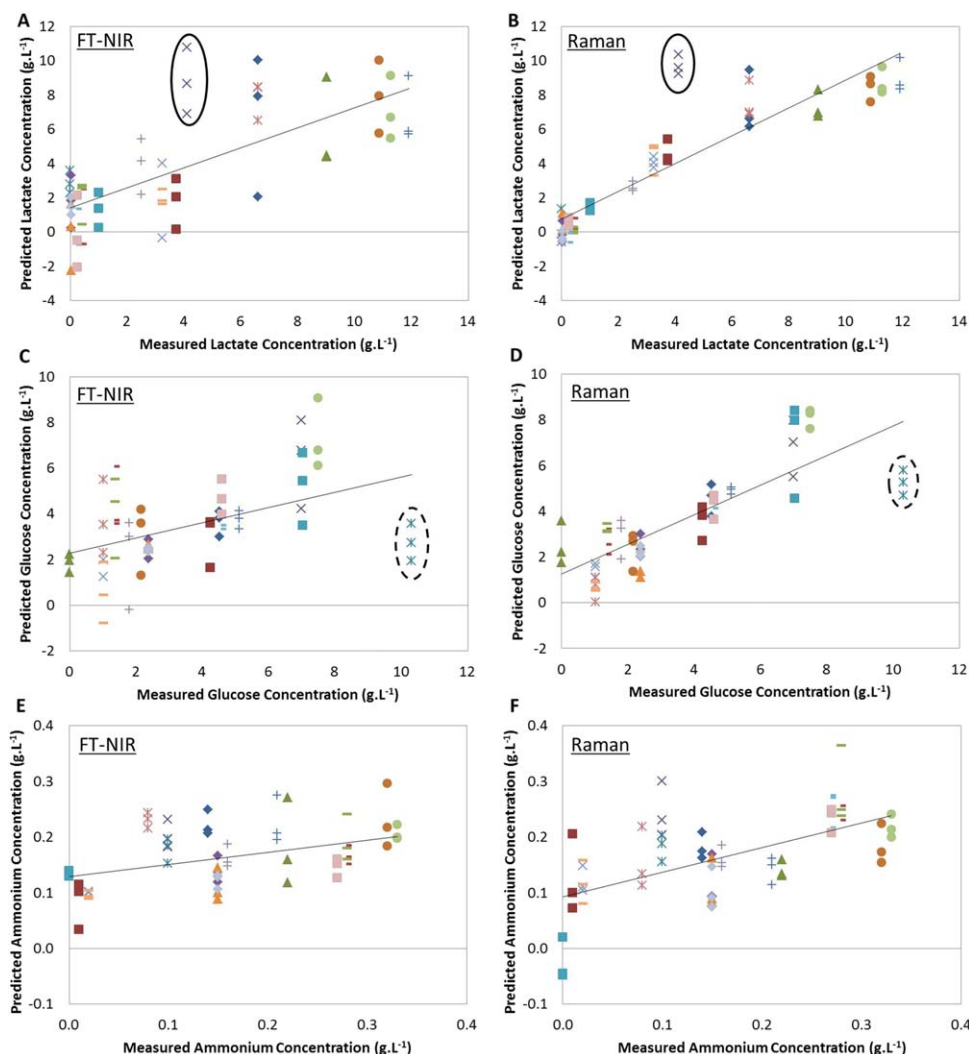 A
FT-NIR
Predicted Lactate Concentration (g.L-1)
12
10
8
6
4
2
0
-2
-4
0 2 4 6 8 10 12 14
Measured Lactate Concentration (g.L-1)
B
Raman
Predicted Lactate Concentration (g.L-1)
12
10
8
6
4
2
0
-2
-4
0 2 4 6 8 10 12 14
Measured Lactate Concentration (g.L-1)
C
FT-NIR
Predicted Glucose Concentration (g.L-1)
10
8
6
4
2
0
-2
0 2 4 6 8 10 12
Measured Glucose Concentration (g.L-1)
D
Raman
Predicted Glucose Concentration (g.L-1)
10
8
6
4
2
0
-2
0 2 4 6 8 10 12
Measured Glucose Concentration (g.L-1)
E
FT-NIR
Predicted Ammonium Concentration (g.L-1)
0.4
0.3
0.2
0.1
0.0
-0.1
0.0 0.1 0.2 0.3 0.4
Measured Ammonium Concentration (g.L-1)
F
Raman
Predicted Ammonium Concentration (g.L-1)
0.4
0.3
0.2
0.1
0.0
-0.1
0.0 0.1 0.2 0.3 0.4
Measured Ammonium Concentration (g.L-1)